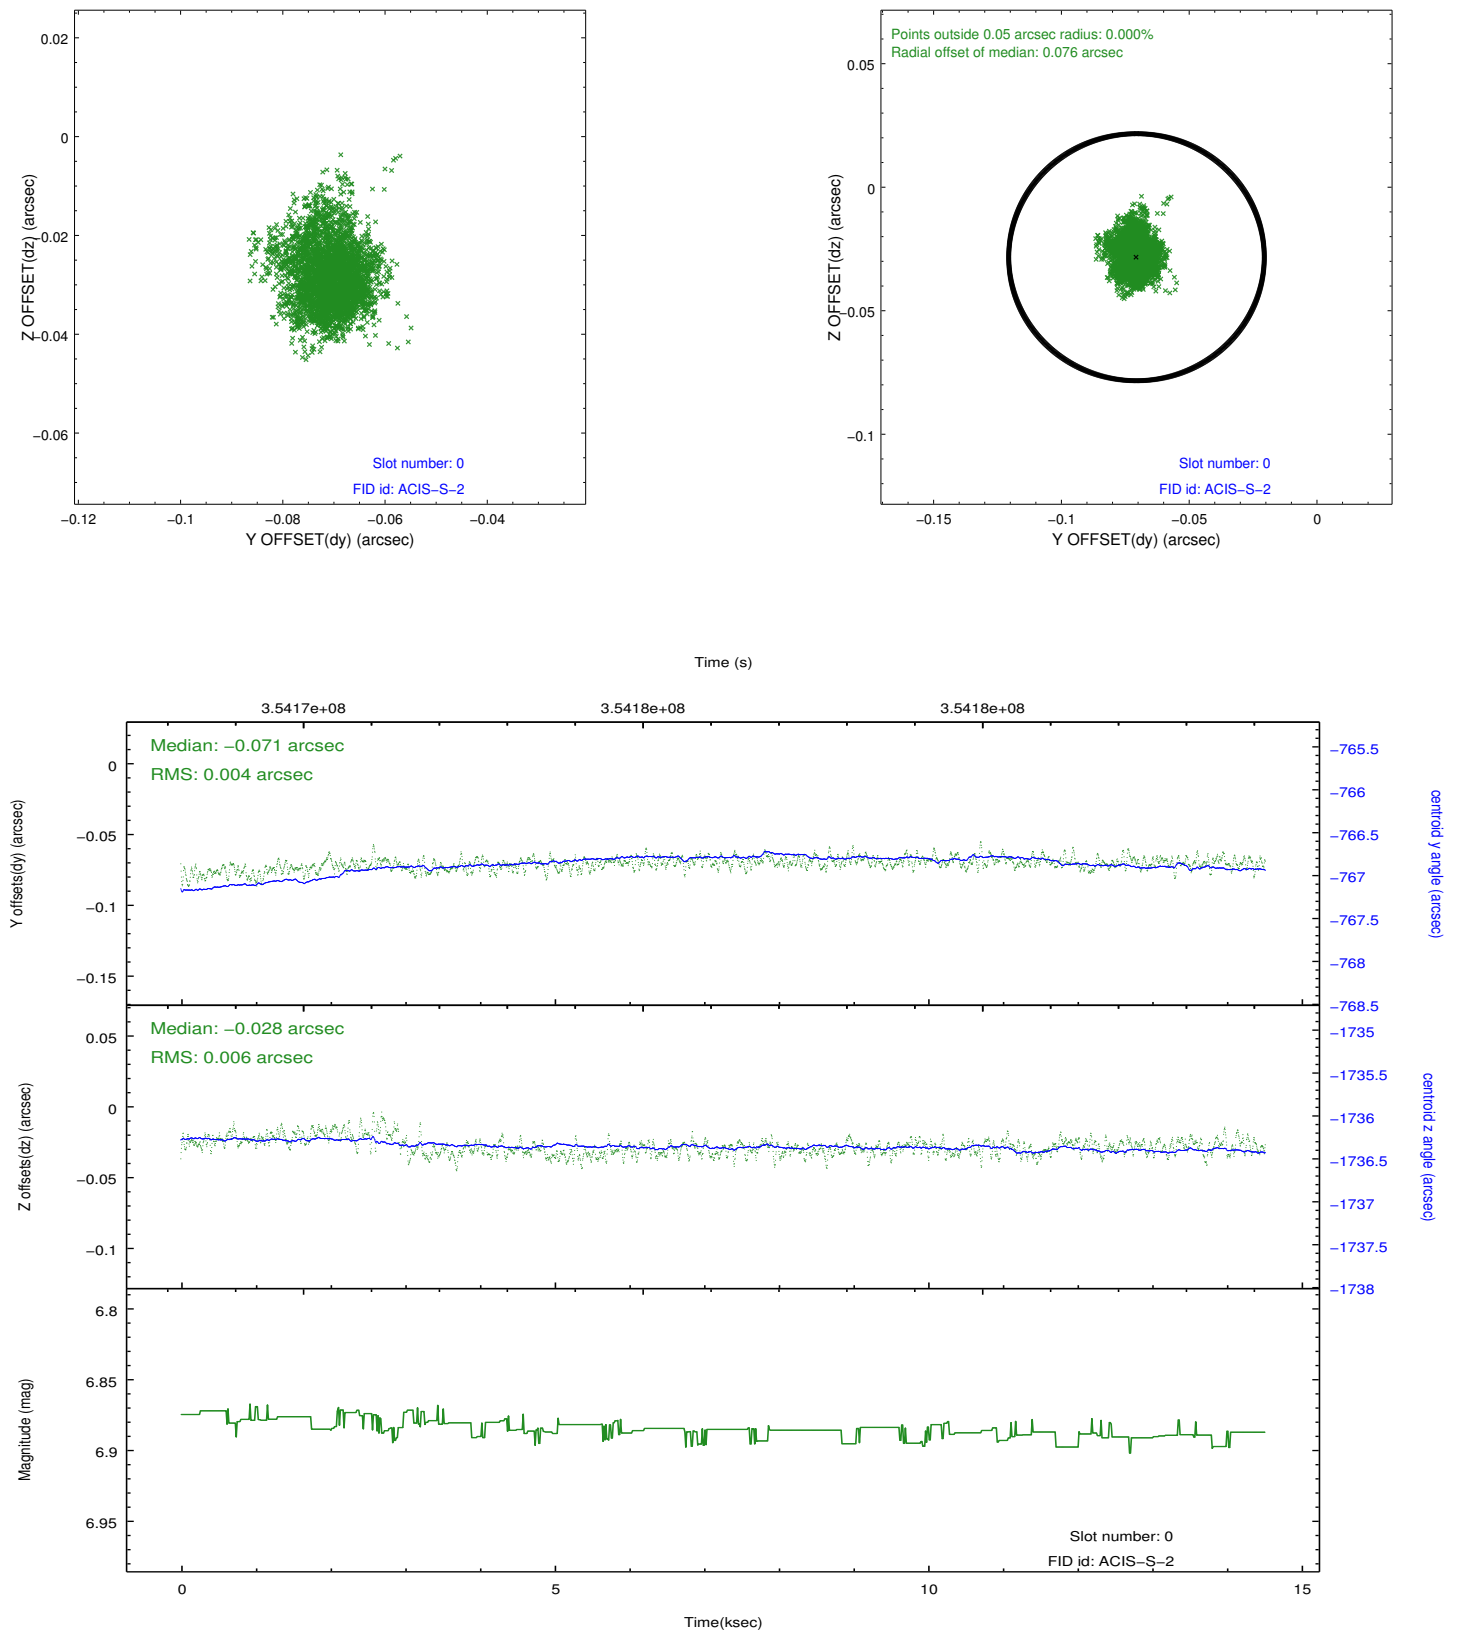 0.02
0
−0.02
−0.04
−0.06
Z OFFSET(dz) (arcsec)
Slot number: 0
FID id: ACIS−S−2
−0.12 −0.1 −0.08 −0.06 −0.04
Y OFFSET(dy) (arcsec)
Points outside 0.05 arcsec radius: 0.000%
Radial offset of median: 0.076 arcsec
0.05
0
−0.05
−0.1
Z OFFSET(dz) (arcsec)
Slot number: 0
FID id: ACIS−S−2
−0.15 −0.1 −0.05 0
Y OFFSET(dy) (arcsec)
Time (s)
3.5417e+08 3.5418e+08 3.5418e+08
Median: −0.071 arcsec
RMS: 0.004 arcsec
0
−0.05
−0.1
−0.15
Y offsets(dy) (arcsec)
−765.5
−766
−766.5
−767
−767.5
−768
−768.5
centroid y angle (arcsec)
Median: −0.028 arcsec
RMS: 0.006 arcsec
0.05
0
−0.05
−0.1
Z offsets(dz) (arcsec)
−1735
−1735.5
−1736
−1736.5
−1737
−1737.5
−1738
centroid z angle (arcsec)
6.8
6.85
6.9
6.95
Magnitude (mag)
Slot number: 0
FID id: ACIS−S−2
0 5 10 15
Time(ksec)